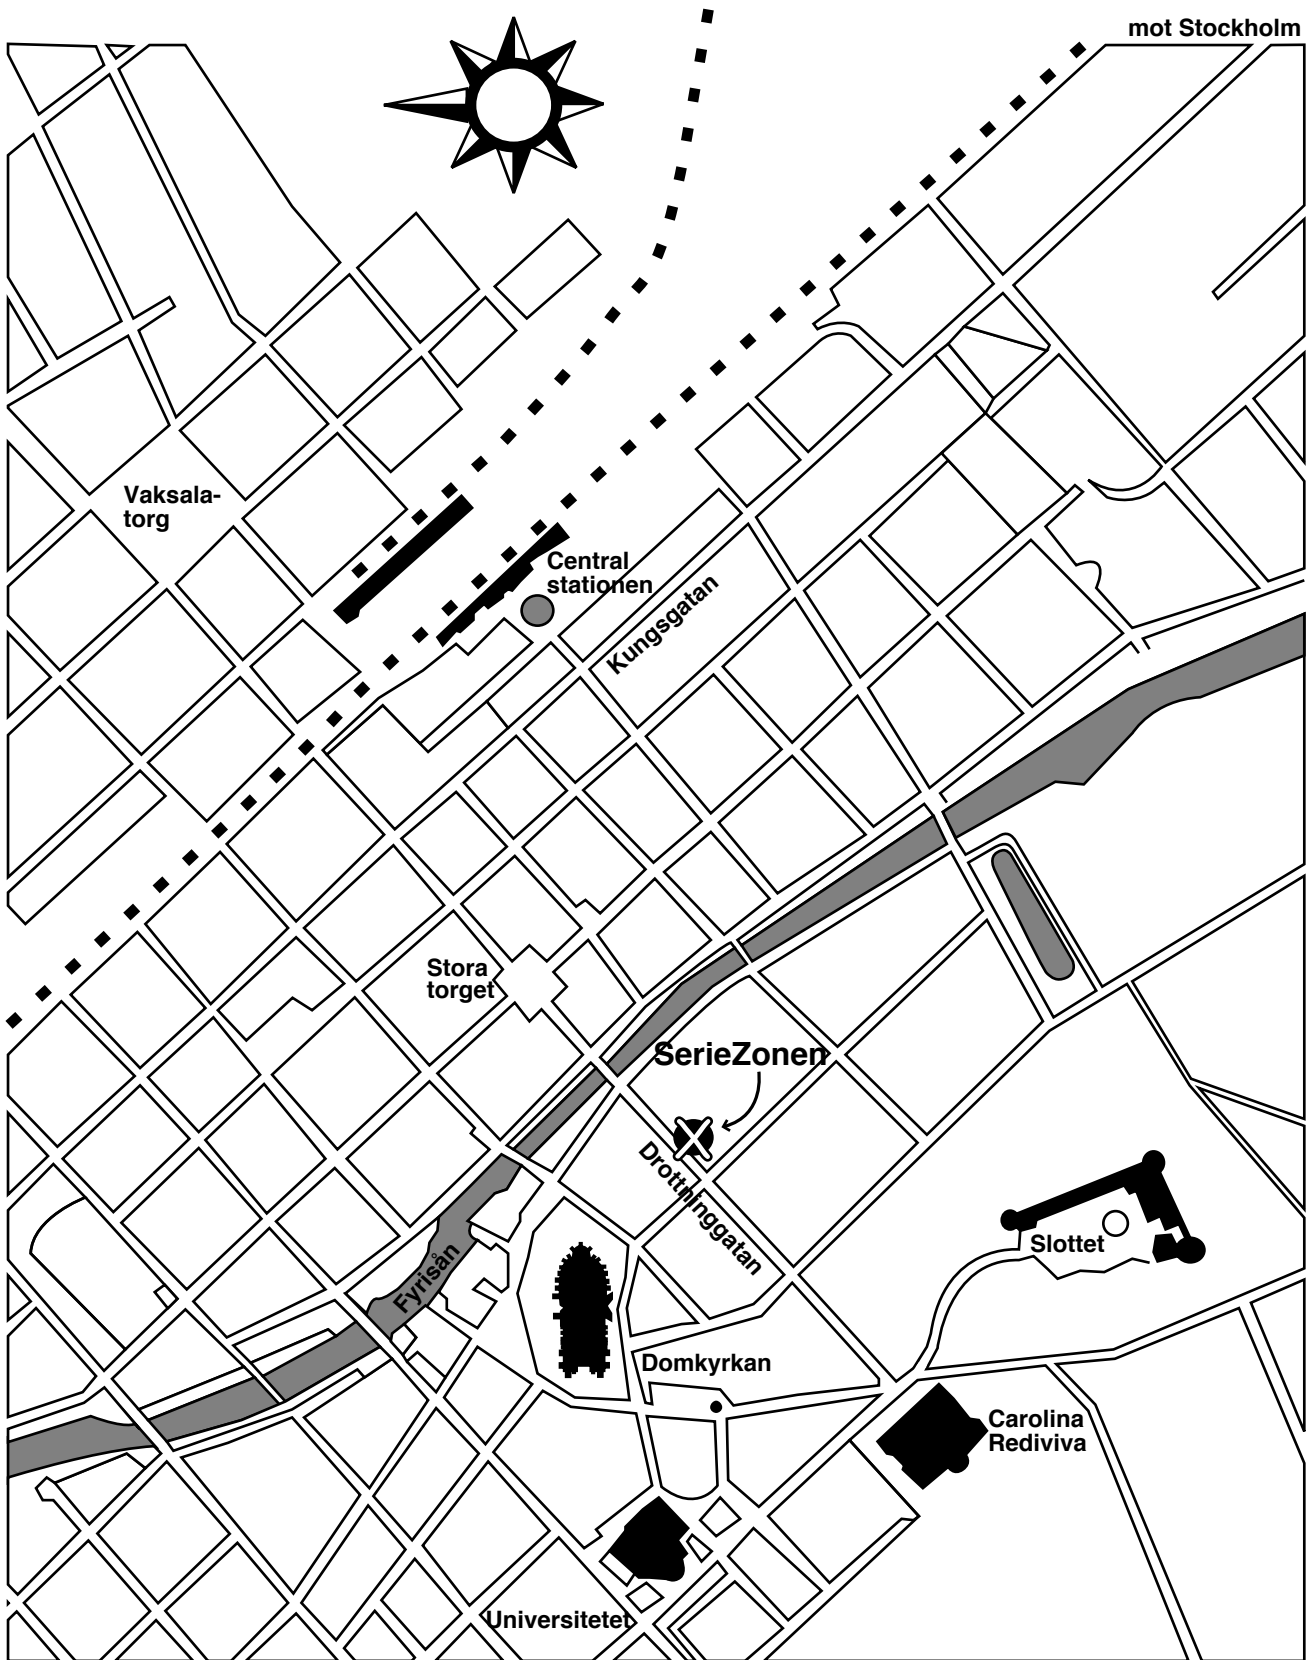 mot Stockholm
Vaksala-
torg
Central
stationen
Kungsgatan
Stora
torget
SerieZonen
Drottninggatan
Slottet
Fyrisån
Domkyrkan
Carolina
Rediviva
Universitetet